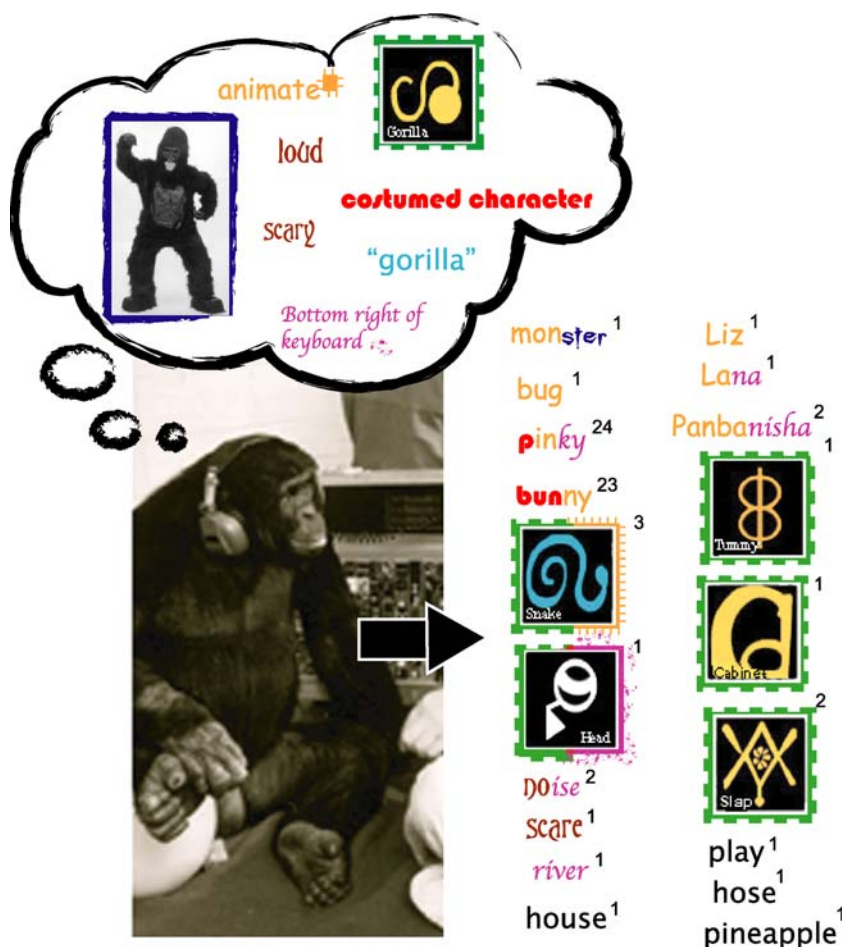 animate
Gorilla
loud
costumed character
scary
"gorilla"
Bottom right of
keyboard
monster 1
bug 1
pinky 24
bunny 23
Snake 3
Head 1
noise 2
scare 1
river 1
house 1
Liz 1
Lana 1
Panbanisha 2
Tummy 1
Cabinet 1
Slap 2
play 1
hose 1
pineapple 1